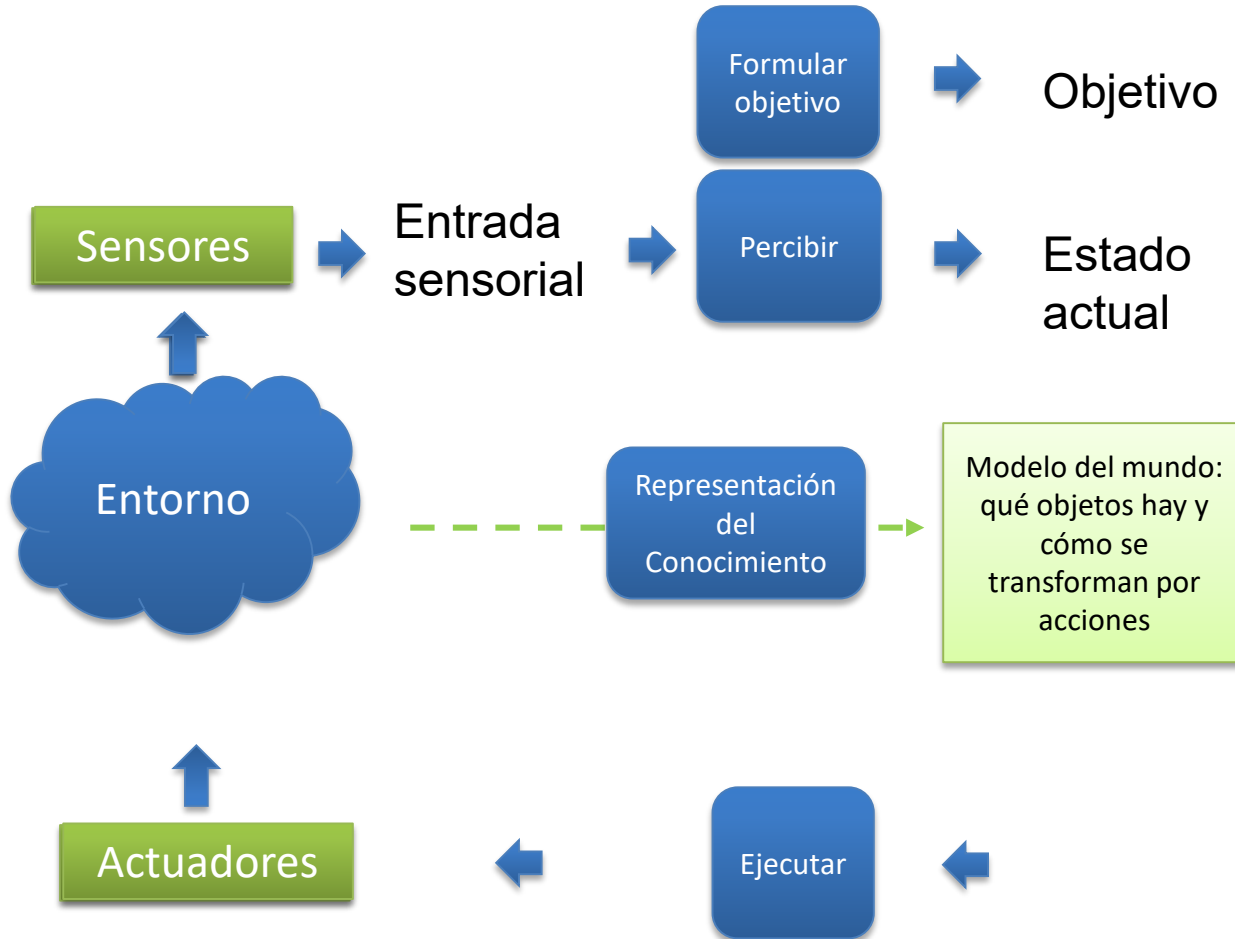 Formular
objetivo
Objetivo
Sensores
Entrada
sensorial
Percibir
Estado
actual
Entorno
Representación
del
Conocimiento
Modelo del mundo:
qué objetos hay y
cómo se
transforman por
acciones
Actuadores
Ejecutar